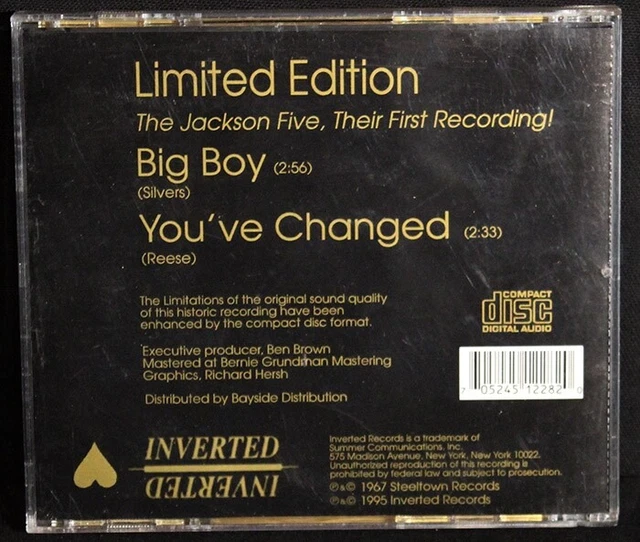 Limited Edition
The Jackson Five, Their First Recording!
Big Boy (2:56)
(Silvers)
You've Changed (2:33)
(Reese)
The Limitations of the original sound quality
of this historic recording have been
enhanced by the compact disc format.
Executive producer, Ben Brown
Mastered at Bernie Grundman Mastering
Graphics, Richard Hersh
Distributed by Bayside Distribution
COMPACT
disc
DIGITAL AUDIO
7 05245 12282 0
INVERTED
INVERTED
Inverted Records is a trademark of
Summer Communications, Inc.
575 Madison Avenue, New York, New York 10022.
Unauthorized reproduction of this recording is
prohibited by federal law and subject to prosecution.
℗&© 1967 Steeltown Records
℗&© 1995 Inverted Records